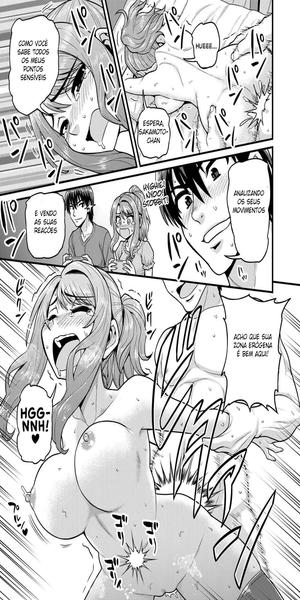 HUEEE...
COMO VOCÊ
SABE TODOS
OS MEUS
PONTOS
SENSÍVEIS
ESPERA,
SAKAMOTO-
CHAN
ANALIZANDO
OS SEUS
MOVIMENTOS
E VENDO
AS SUAS
REACÕES
ACHO QUE SUA
ZONA ERÓGENA
É BEM AQUI!
HGG-
NNH!
♥